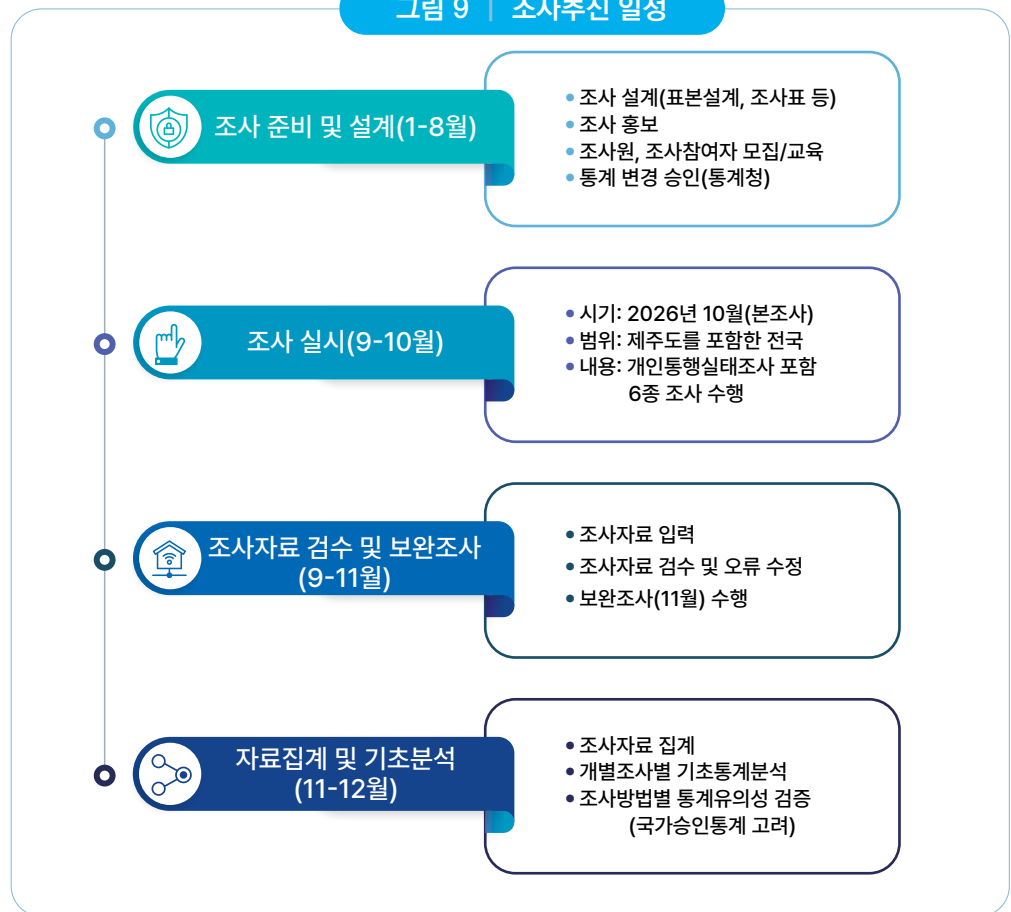 그림 9 | 조사추진 일정
조사 준비 및 설계(1-8월)
• 조사 설계(표본설계, 조사표 등)
• 조사 홍보
• 조사원, 조사참여자 모집/교육
• 통계 변경 승인(통계청)
조사 실시(9-10월)
• 시기: 2026년 10월(본조사)
• 범위: 제주도를 포함한 전국
• 내용: 개인통행실태조사 포함
6종 조사 수행
조사자료 검수 및 보완조사
(9-11월)
• 조사자료 입력
• 조사자료 검수 및 오류 수정
• 보완조사(11월) 수행
자료집계 및 기초분석
(11-12월)
• 조사자료 집계
• 개별조사별 기초통계분석
• 조사방법별 통계유의성 검증
(국가승인통계 고려)